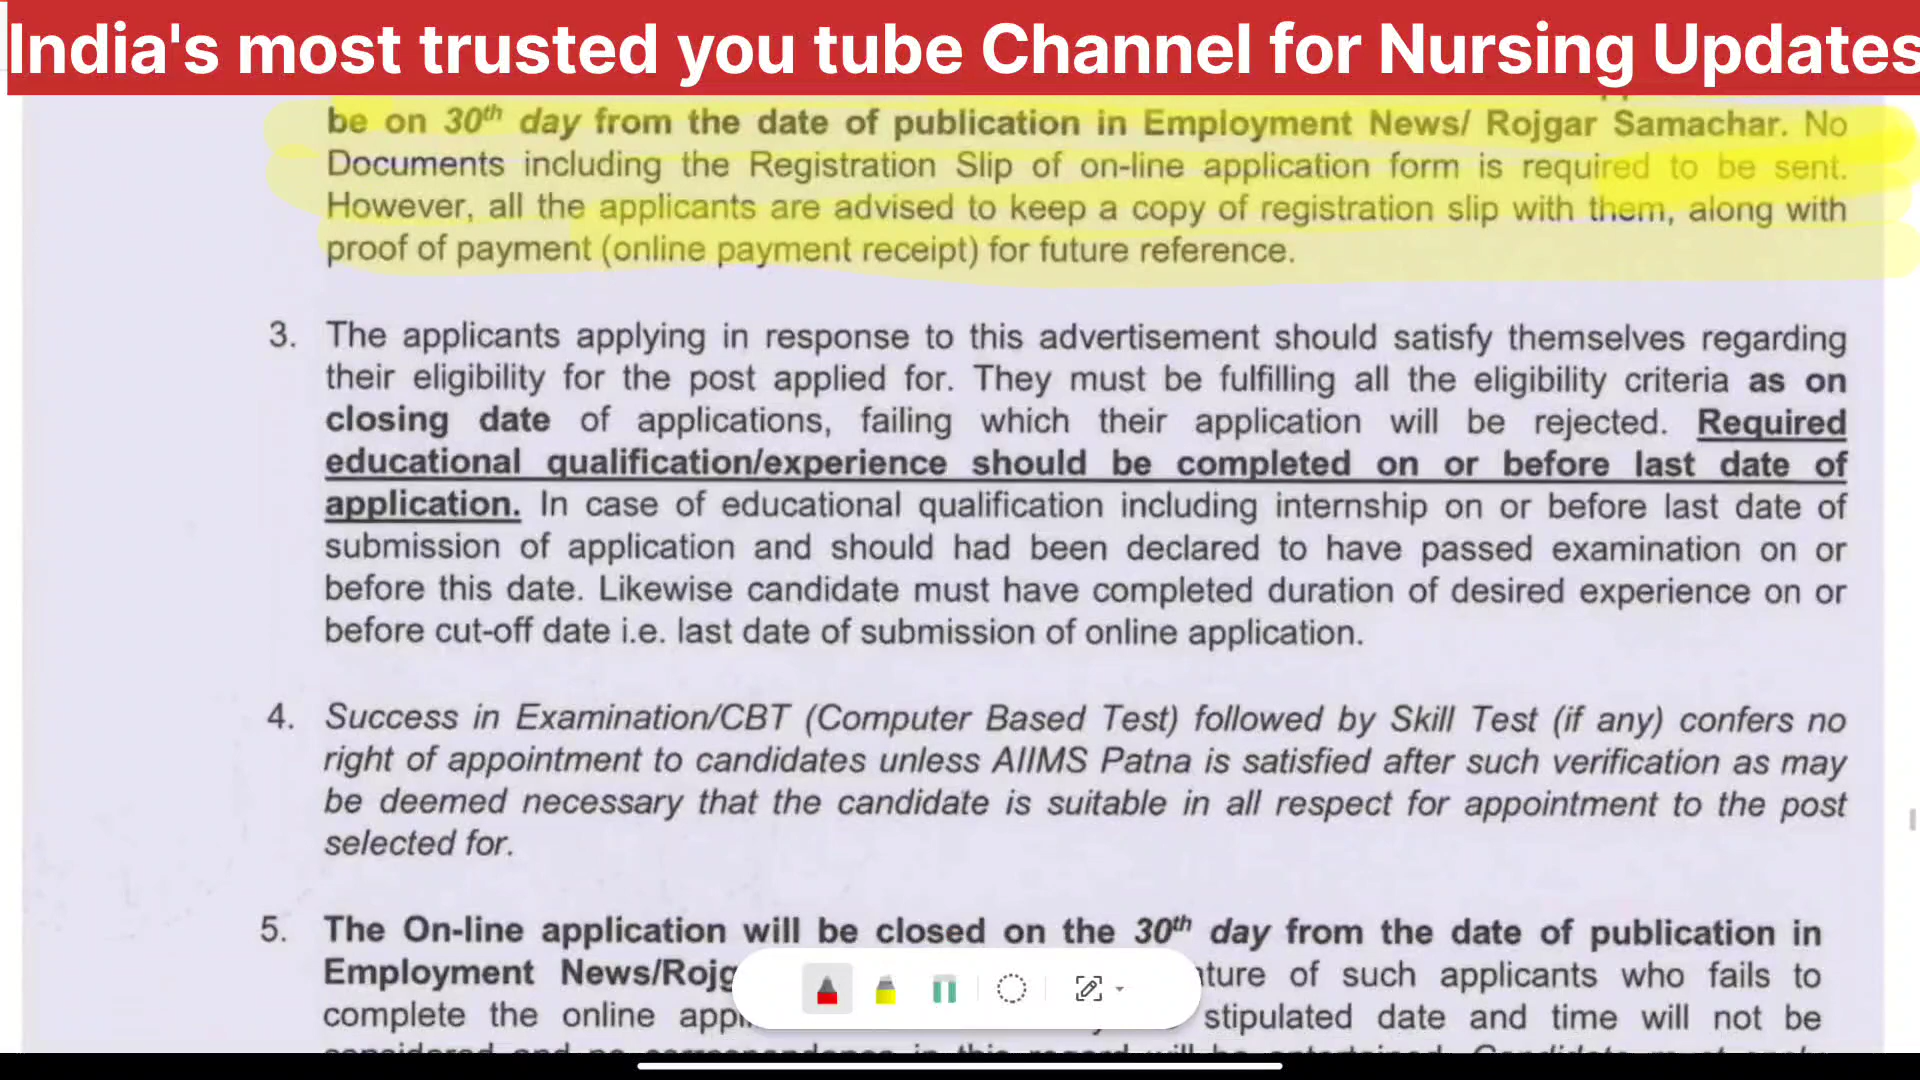 India's most trusted you tube Channel for Nursing Updates
be on 30th day from the date of publication in Employment News/ Rojgar Samachar. No
Documents including the Registration Slip of on-line application form is required to be sent.
However, all the applicants are advised to keep a copy of registration slip with them, along with
proof of payment (online payment receipt) for future reference.
3. The applicants applying in response to this advertisement should satisfy themselves regarding
their eligibility for the post applied for. They must be fulfilling all the eligibility criteria as on
closing date of applications, failing which their application will be rejected. Required
educational qualification/experience should be completed on or before last date of
application. In case of educational qualification including internship on or before last date of
submission of application and should had been declared to have passed examination on or
before this date. Likewise candidate must have completed duration of desired experience on or
before cut-off date i.e. last date of submission of online application.
4. Success in Examination/CBT (Computer Based Test) followed by Skill Test (if any) confers no
right of appointment to candidates unless AIIMS Patna is satisfied after such verification as may
be deemed necessary that the candidate is suitable in all respect for appointment to the post
selected for.
5. The On-line application will be closed on the 30th day from the date of publication in
Employment News/Rojg ture of such applicants who fails to
complete the online appl stipulated date and time will not be